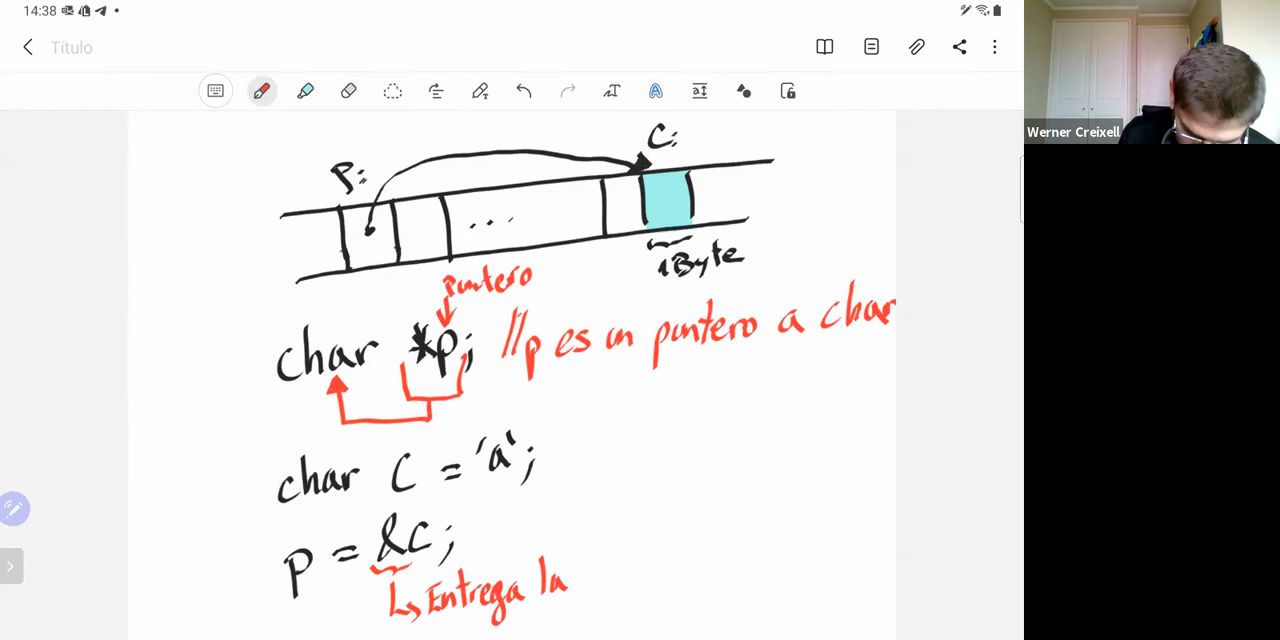 14:38
Título
Werner Creixell
C:
P:
...
1Byte
Puntero
char *p; //p es un puntero a char
char C = 'a';
p = &C;
Entrega la